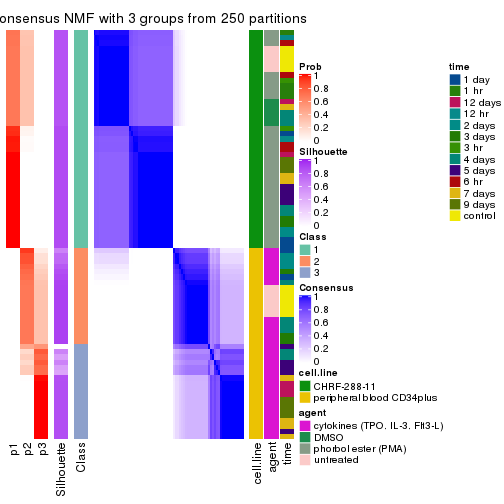 onsensus NMF with 3 groups from 250 partitions
p1
p2
p3
Silhouette
Class
cell.line
agent
time
Prob
1
0.8
0.6
0.4
0.2
0
Silhouette
1
0.8
0.6
0.4
0.2
0
Class
1
2
3
Consensus
1
0.8
0.6
0.4
0.2
0
cell.line
CHRF-288-11
peripheral blood CD34plus
agent
cytokines (TPO, IL-3, Flt3-L)
DMSO
phorbol ester (PMA)
untreated
time
1 day
1 hr
12 days
12 hr
2 days
3 days
3 hr
4 days
5 days
6 hr
7 days
9 days
control